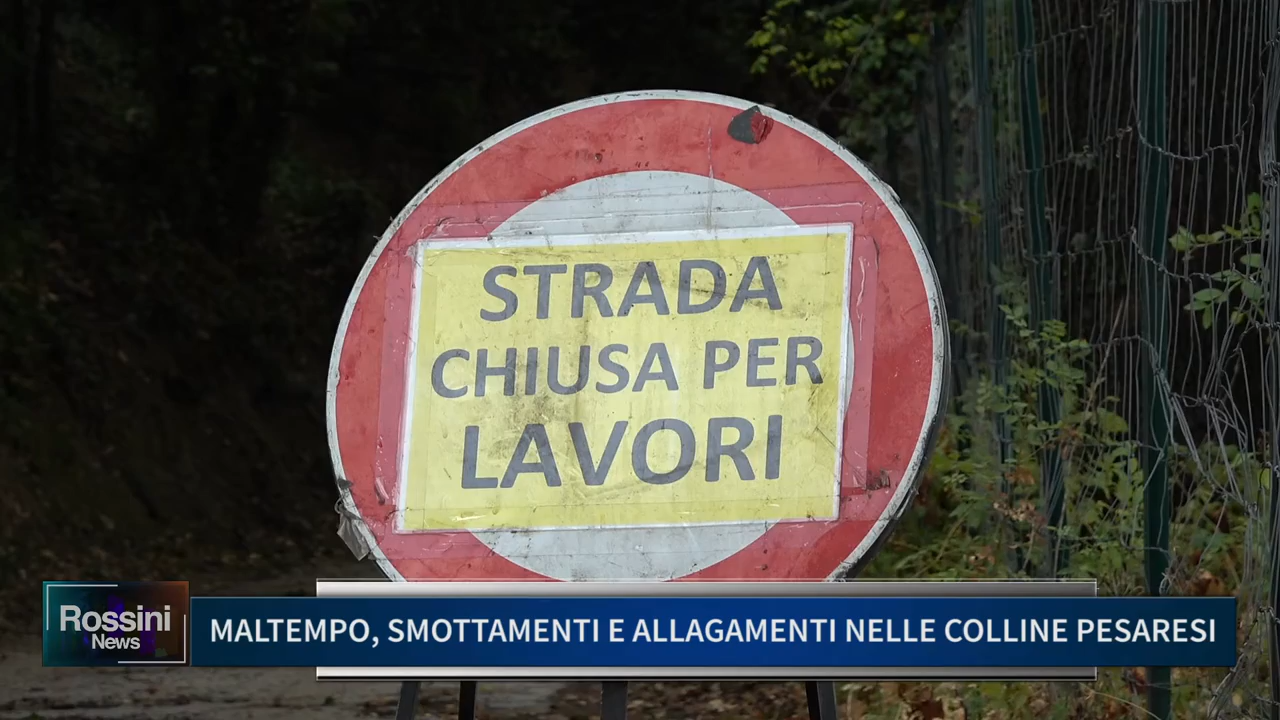 STRADA
CHIUSA PER
LAVORI
Rossini
News
MALTEMPO, SMOTTAMENTI E ALLAGAMENTI NELLE COLLINE PESARESI